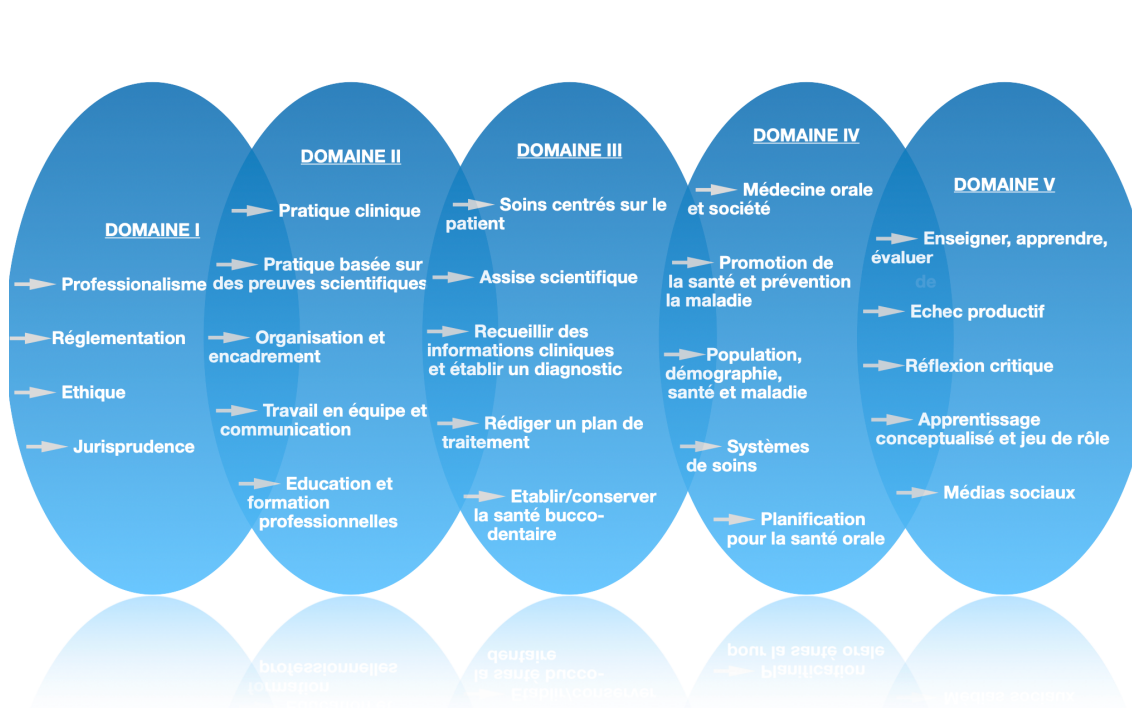 DOMAINE I
Professionalisme
Réglementation
Ethique
Jurisprudence
DOMAINE II
Pratique clinique
Pratique basée sur
des preuves scientifiques
Organisation et
encadrement
Travail en équipe et
communication
Education et
formation
professionnelles
DOMAINE III
Soins centrés sur le
patient
Assise scientifique
Recueillir des
informations cliniques
et établir un diagnostic
Rédiger un plan de
traitement
Etablir/conserver
la santé bucco-
dentaire
DOMAINE IV
Médecine orale
et société
Promotion de
la santé et prévention
la maladie
Population,
démographie,
santé et maladie
Systèmes
de soins
Planification
pour la santé orale
DOMAINE V
Enseigner, apprendre,
évaluer
de
Echec productif
Réflexion critique
Apprentissage
conceptualisé et jeu de rôle
Médias sociaux